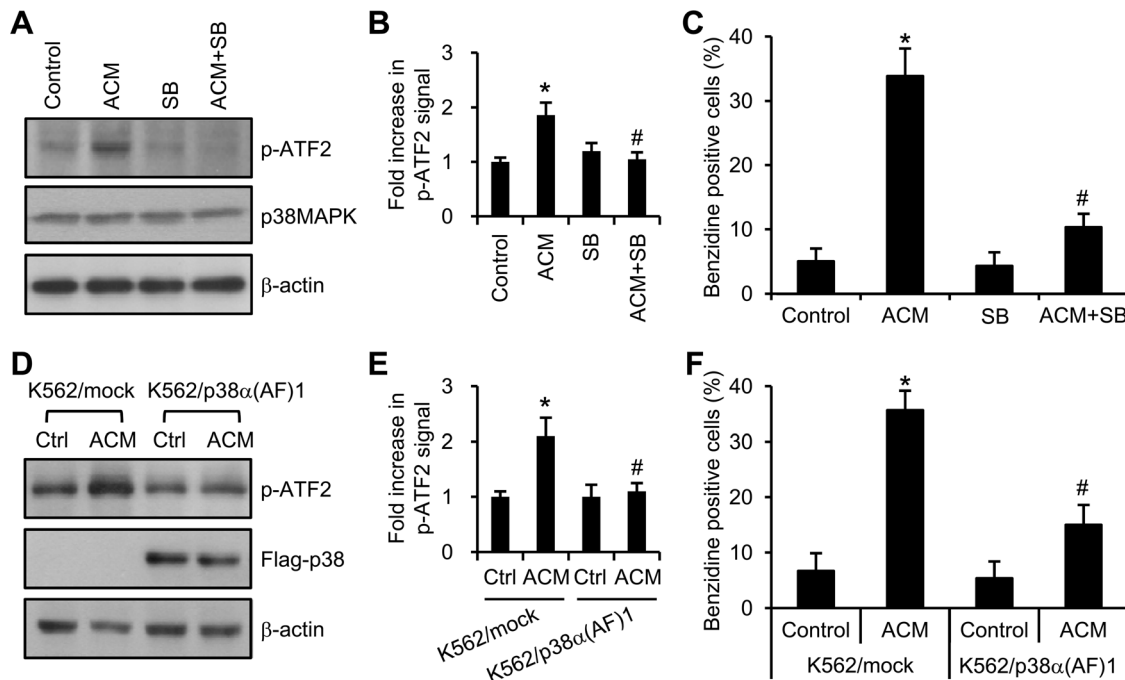 A
Control
ACM
SB
ACM+SB
p-ATF2
p38MAPK
β-actin
B
Fold increase in
p-ATF2 signal
3
2
1
0
*
#
Control
ACM
SB
ACM+SB
C
Benzidine positive cells (%)
40
30
20
10
0
*
#
Control ACM SB ACM+SB
D
K562/mock K562/p38α(AF)1
Ctrl ACM Ctrl ACM
p-ATF2
Flag-p38
β-actin
E
Fold increase in
p-ATF2 signal
3
2
1
0
*
#
Ctrl ACM Ctrl ACM
K562/mock
K562/p38α(AF)1
F
Benzidine positive cells (%)
40
30
20
10
0
*
#
Control ACM Control ACM
K562/mock K562/p38α(AF)1